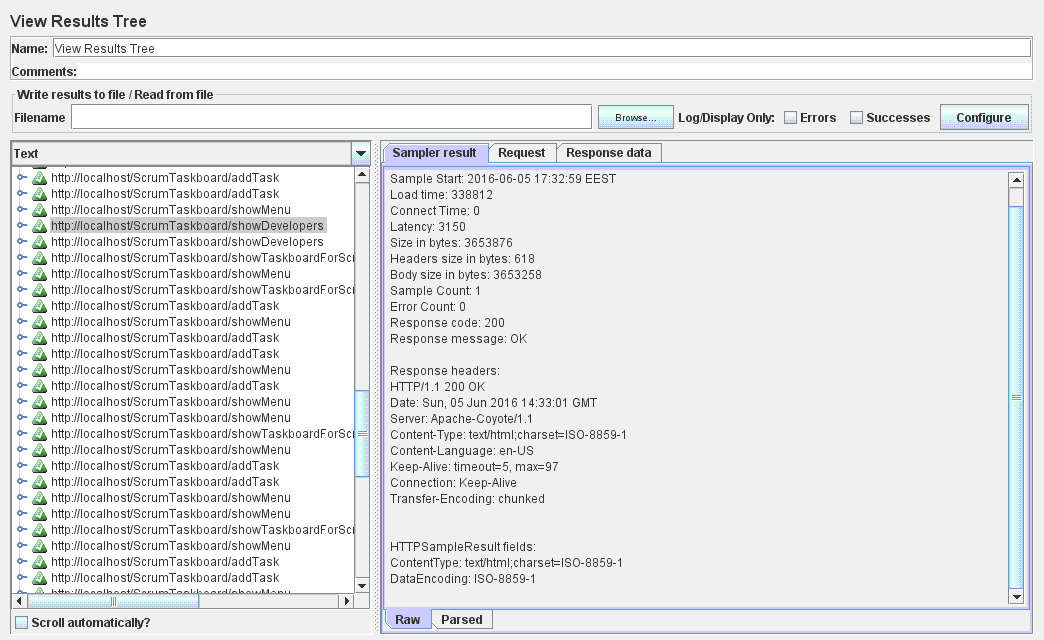 View Results Tree
Name: View Results Tree
Comments:
Write results to file / Read from file
Filename Browse... Log/Display Only: Errors Successes Configure
Text
http://localhost/ScrumTaskboard/addTask
http://localhost/ScrumTaskboard/addTask
http://localhost/ScrumTaskboard/showMenu
http://localhost/ScrumTaskboard/showDevelopers
http://localhost/ScrumTaskboard/showDevelopers
http://localhost/ScrumTaskboard/showTaskboardForScr
http://localhost/ScrumTaskboard/showMenu
http://localhost/ScrumTaskboard/showTaskboardForScr
http://localhost/ScrumTaskboard/addTask
http://localhost/ScrumTaskboard/showMenu
http://localhost/ScrumTaskboard/addTask
http://localhost/ScrumTaskboard/addTask
http://localhost/ScrumTaskboard/showMenu
http://localhost/ScrumTaskboard/addTask
http://localhost/ScrumTaskboard/showMenu
http://localhost/ScrumTaskboard/showMenu
http://localhost/ScrumTaskboard/showTaskboardForScr
http://localhost/ScrumTaskboard/showMenu
http://localhost/ScrumTaskboard/addTask
http://localhost/ScrumTaskboard/addTask
http://localhost/ScrumTaskboard/showMenu
http://localhost/ScrumTaskboard/showMenu
http://localhost/ScrumTaskboard/showTaskboardForScr
http://localhost/ScrumTaskboard/showMenu
http://localhost/ScrumTaskboard/addTask
http://localhost/ScrumTaskboard/addTask
http://localhost/ScrumTaskboard/showMenu
Scroll automatically?
Sampler result Request Response data
Sample Start: 2016-06-05 17:32:59 EEST
Load time: 338812
Connect Time: 0
Latency: 3150
Size in bytes: 3653876
Headers size in bytes: 618
Body size in bytes: 3653258
Sample Count: 1
Error Count: 0
Response code: 200
Response message: OK
Response headers:
HTTP/1.1 200 OK
Date: Sun, 05 Jun 2016 14:33:01 GMT
Server: Apache-Coyote/1.1
Content-Type: text/html;charset=ISO-8859-1
Content-Language: en-US
Keep-Alive: timeout=5, max=97
Connection: Keep-Alive
Transfer-Encoding: chunked
HTTPSampleResult fields:
ContentType: text/html;charset=ISO-8859-1
DataEncoding: ISO-8859-1
Raw Parsed